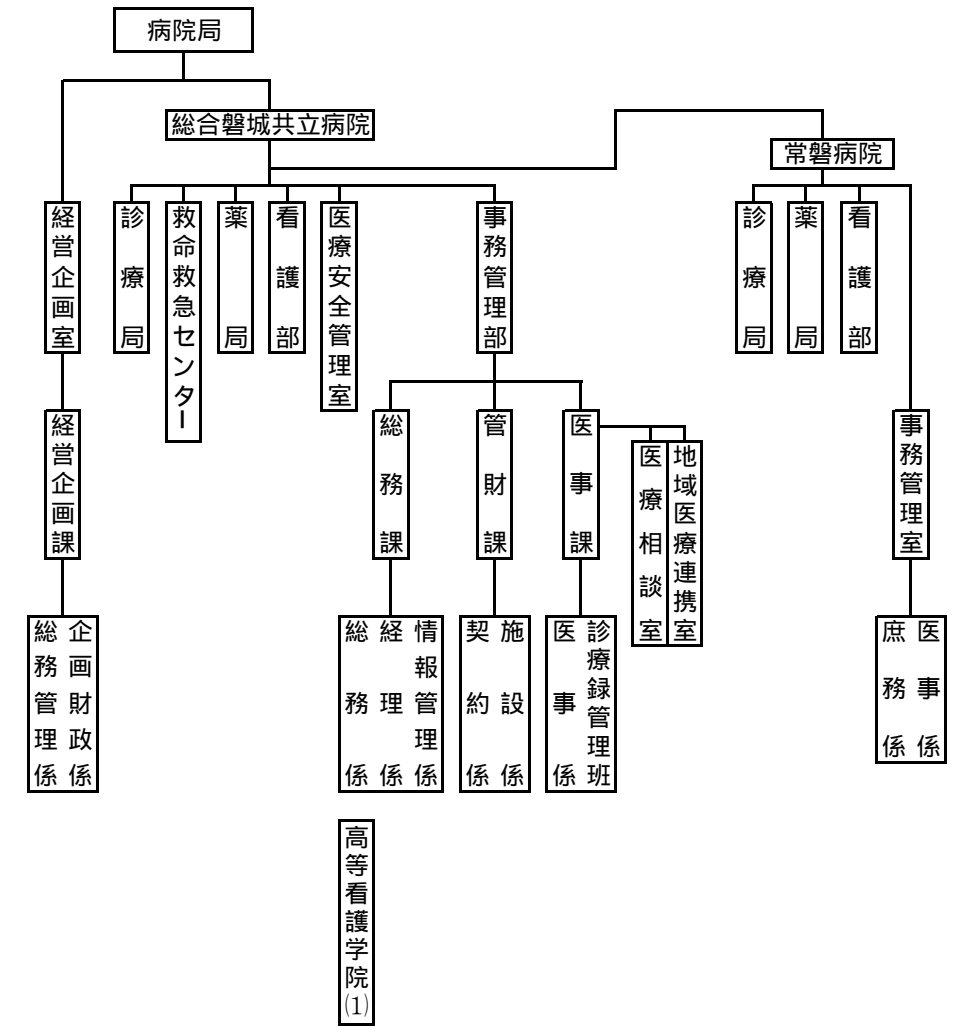 病院局
総合磐城共立病院
常磐病院
経営企画室
診療局
救命救急センター
薬局
看護部
医療安全管理室
事務管理部
診療局
薬局
看護部
経営企画課
総務課
管財課
医事課
医療相談室
地域医療連携室
事務管理室
総務管理係
企画財政係
総務係
経理係
情報管理係
契約係
施設係
医事係
診療録管理班
庶務係
医事係
高等看護学院(1)